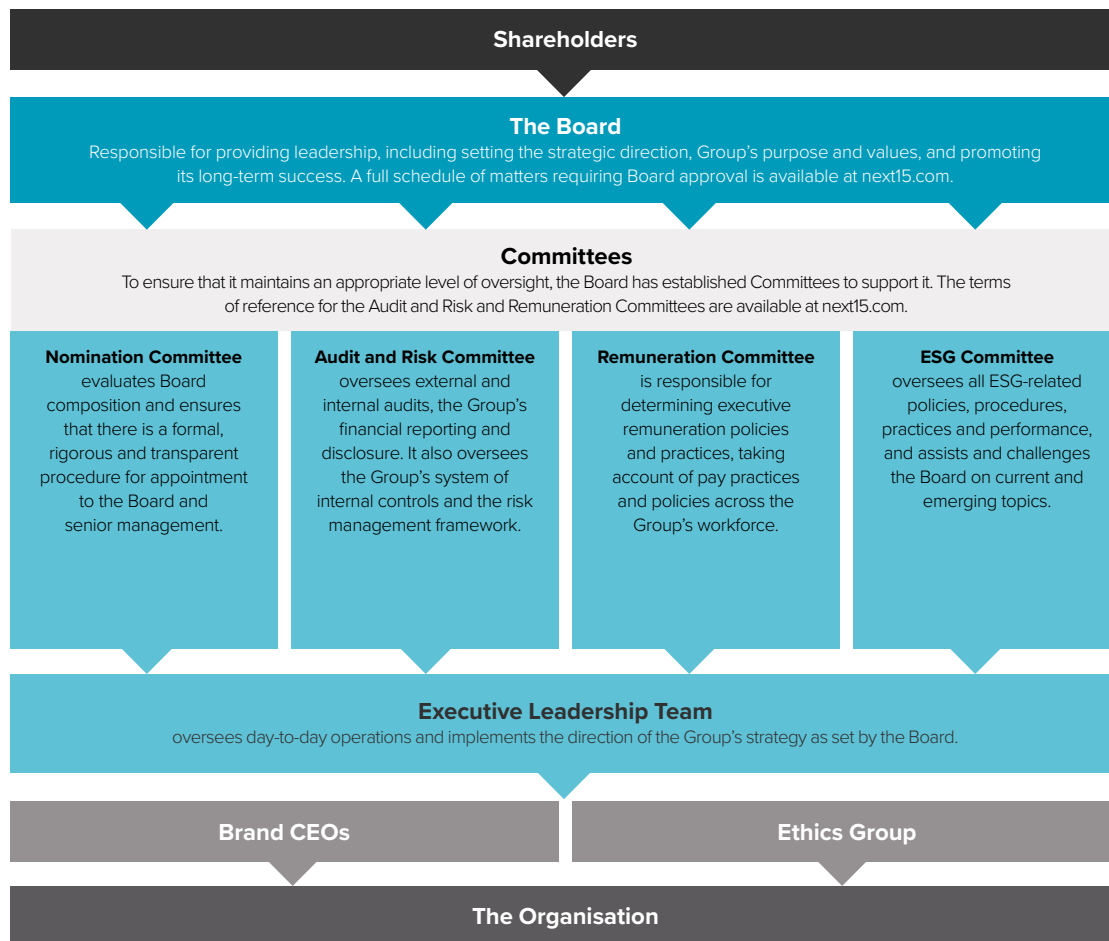 Shareholders
The Board
Responsible for providing leadership, including setting the strategic direction, Group's purpose and values, and promoting
its long-term success. A full schedule of matters requiring Board approval is available at next15.com.
Committees
To ensure that it maintains an appropriate level of oversight, the Board has established Committees to support it. The terms
of reference for the Audit and Risk and Remuneration Committees are available at next15.com.
Nomination Committee
evaluates Board
composition and ensures
that there is a formal,
rigorous and transparent
procedure for appointment
to the Board and
senior management.
Audit and Risk Committee
oversees external and
internal audits, the Group's
financial reporting and
disclosure. It also oversees
the Group's system of
internal controls and the risk
management framework.
Remuneration Committee
is responsible for
determining executive
remuneration policies
and practices, taking
account of pay practices
and policies across the
Group's workforce.
ESG Committee
oversees all ESG-related
policies, procedures,
practices and performance,
and assists and challenges
the Board on current and
emerging topics.
Executive Leadership Team
oversees day-to-day operations and implements the direction of the Group's strategy as set by the Board.
Brand CEOs
Ethics Group
The Organisation